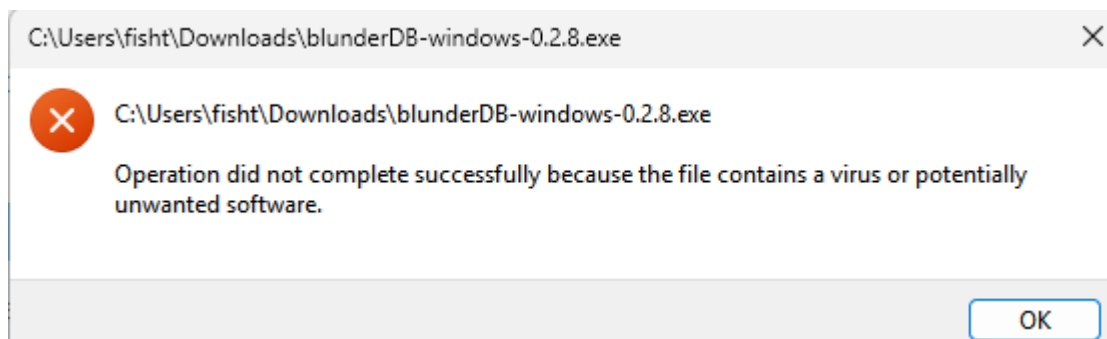 C:\Users\fisht\Downloads\blunderDB-windows-0.2.8.exe
C:\Users\fisht\Downloads\blunderDB-windows-0.2.8.exe
Operation did not complete successfully because the file contains a virus or potentially
unwanted software.
OK